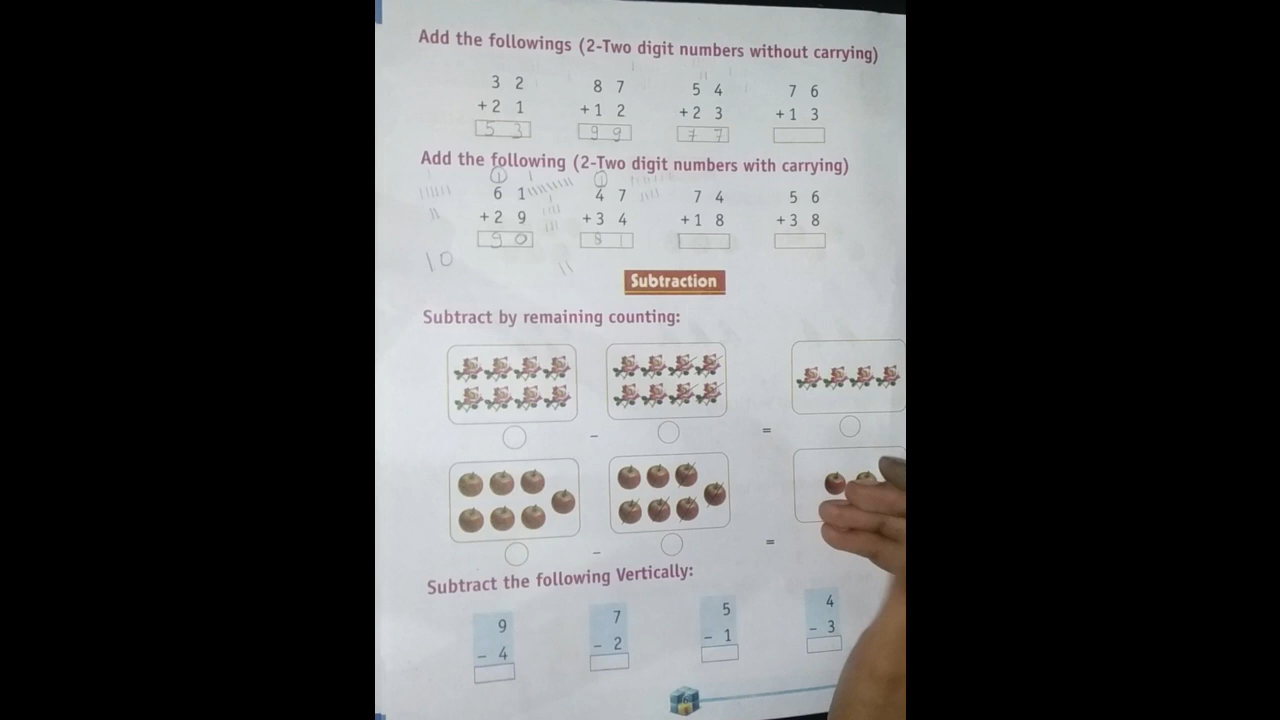 Add the followings (2-Two digit numbers without carrying)
3 2 8 7 5 4 7 6
+2 1 +1 2 +2 3 +1 3
5 3 9 9 7 7
Add the following (2-Two digit numbers with carrying)
1 1
6 1 4 7 7 4 5 6
+2 9 +3 4 +1 8 +3 8
9 0 8 1
10
Subtraction
Subtract by remaining counting:
– =
– =
Subtract the following Vertically:
9 7 5 4
– 4 – 2 – 1 – 3